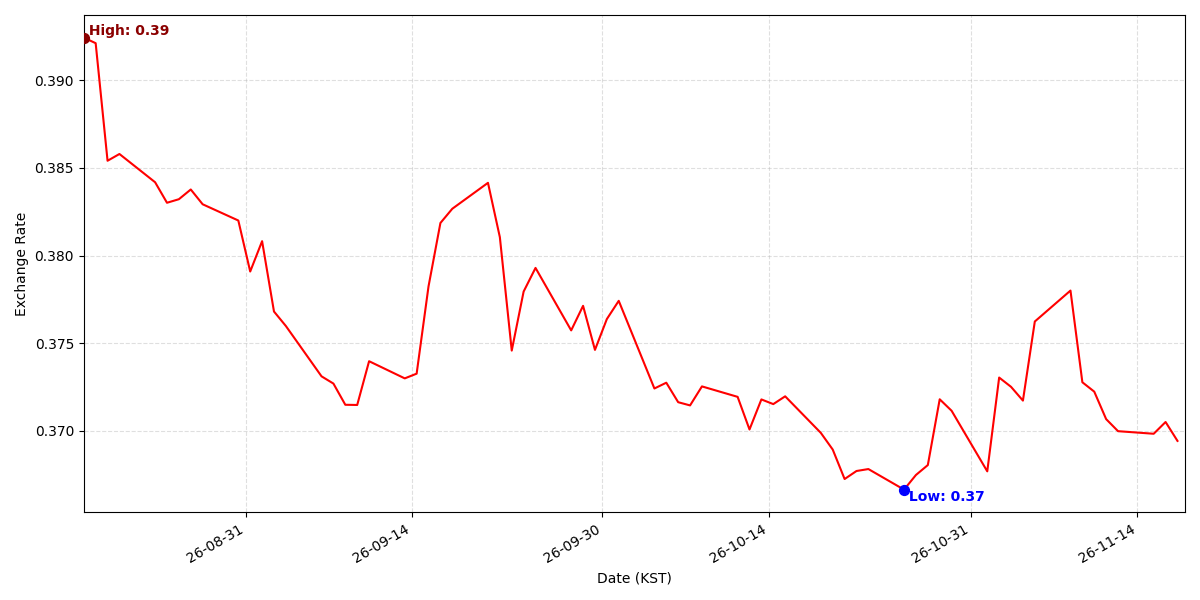 High: 0.39
0.390
0.385
0.380
0.375
0.370
Exchange Rate
Low: 0.37
26-08-31
26-09-14
26-09-30
26-10-14
26-10-31
26-11-14
Date (KST)